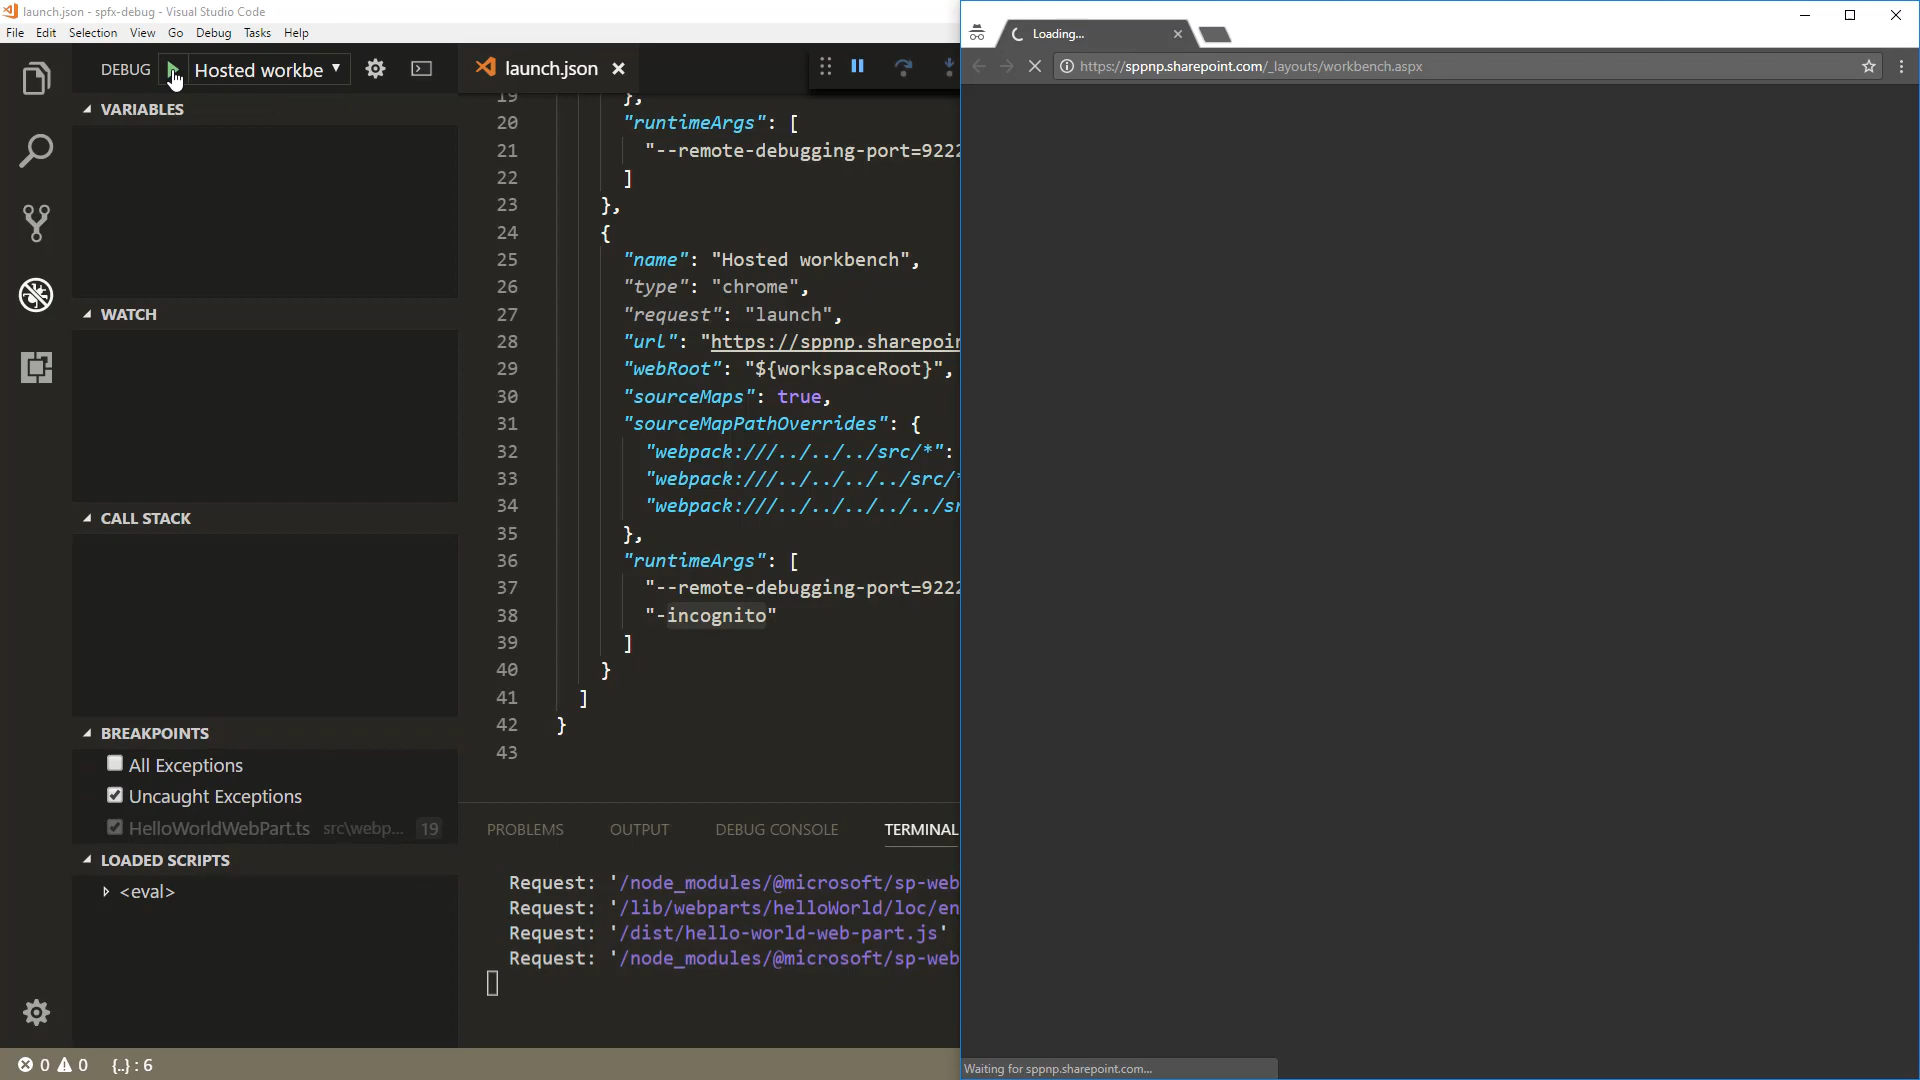 launch.json - spfx-debug - Visual Studio Code
File Edit Selection View Go Debug Tasks Help
DEBUG Hosted workbe
VARIABLES
WATCH
CALL STACK
BREAKPOINTS
All Exceptions
Uncaught Exceptions
HelloWorldWebPart.ts src\webp... 19
LOADED SCRIPTS
<eval>
launch.json
19 },
20 "runtimeArgs": [
21 "--remote-debugging-port=9222
22 ]
23 },
24 {
25 "name": "Hosted workbench",
26 "type": "chrome",
27 "request": "launch",
28 "url": "https://sppnp.sharepoin
29 "webRoot": "${workspaceRoot}",
30 "sourceMaps": true,
31 "sourceMapPathOverrides": {
32 "webpack:///../../../src/*":
33 "webpack:///../../../../src/*
34 "webpack:///../../../../../sr
35 },
36 "runtimeArgs": [
37 "--remote-debugging-port=9222
38 "-incognito"
39 ]
40 }
41 ]
42 }
43
PROBLEMS OUTPUT DEBUG CONSOLE TERMINAL
Request: '/node_modules/@microsoft/sp-web
Request: '/lib/webparts/helloWorld/loc/en
Request: '/dist/hello-world-web-part.js'
Request: '/node_modules/@microsoft/sp-web
0 0 {..} : 6
Loading...
https://sppnp.sharepoint.com/_layouts/workbench.aspx
Waiting for sppnp.sharepoint.com...